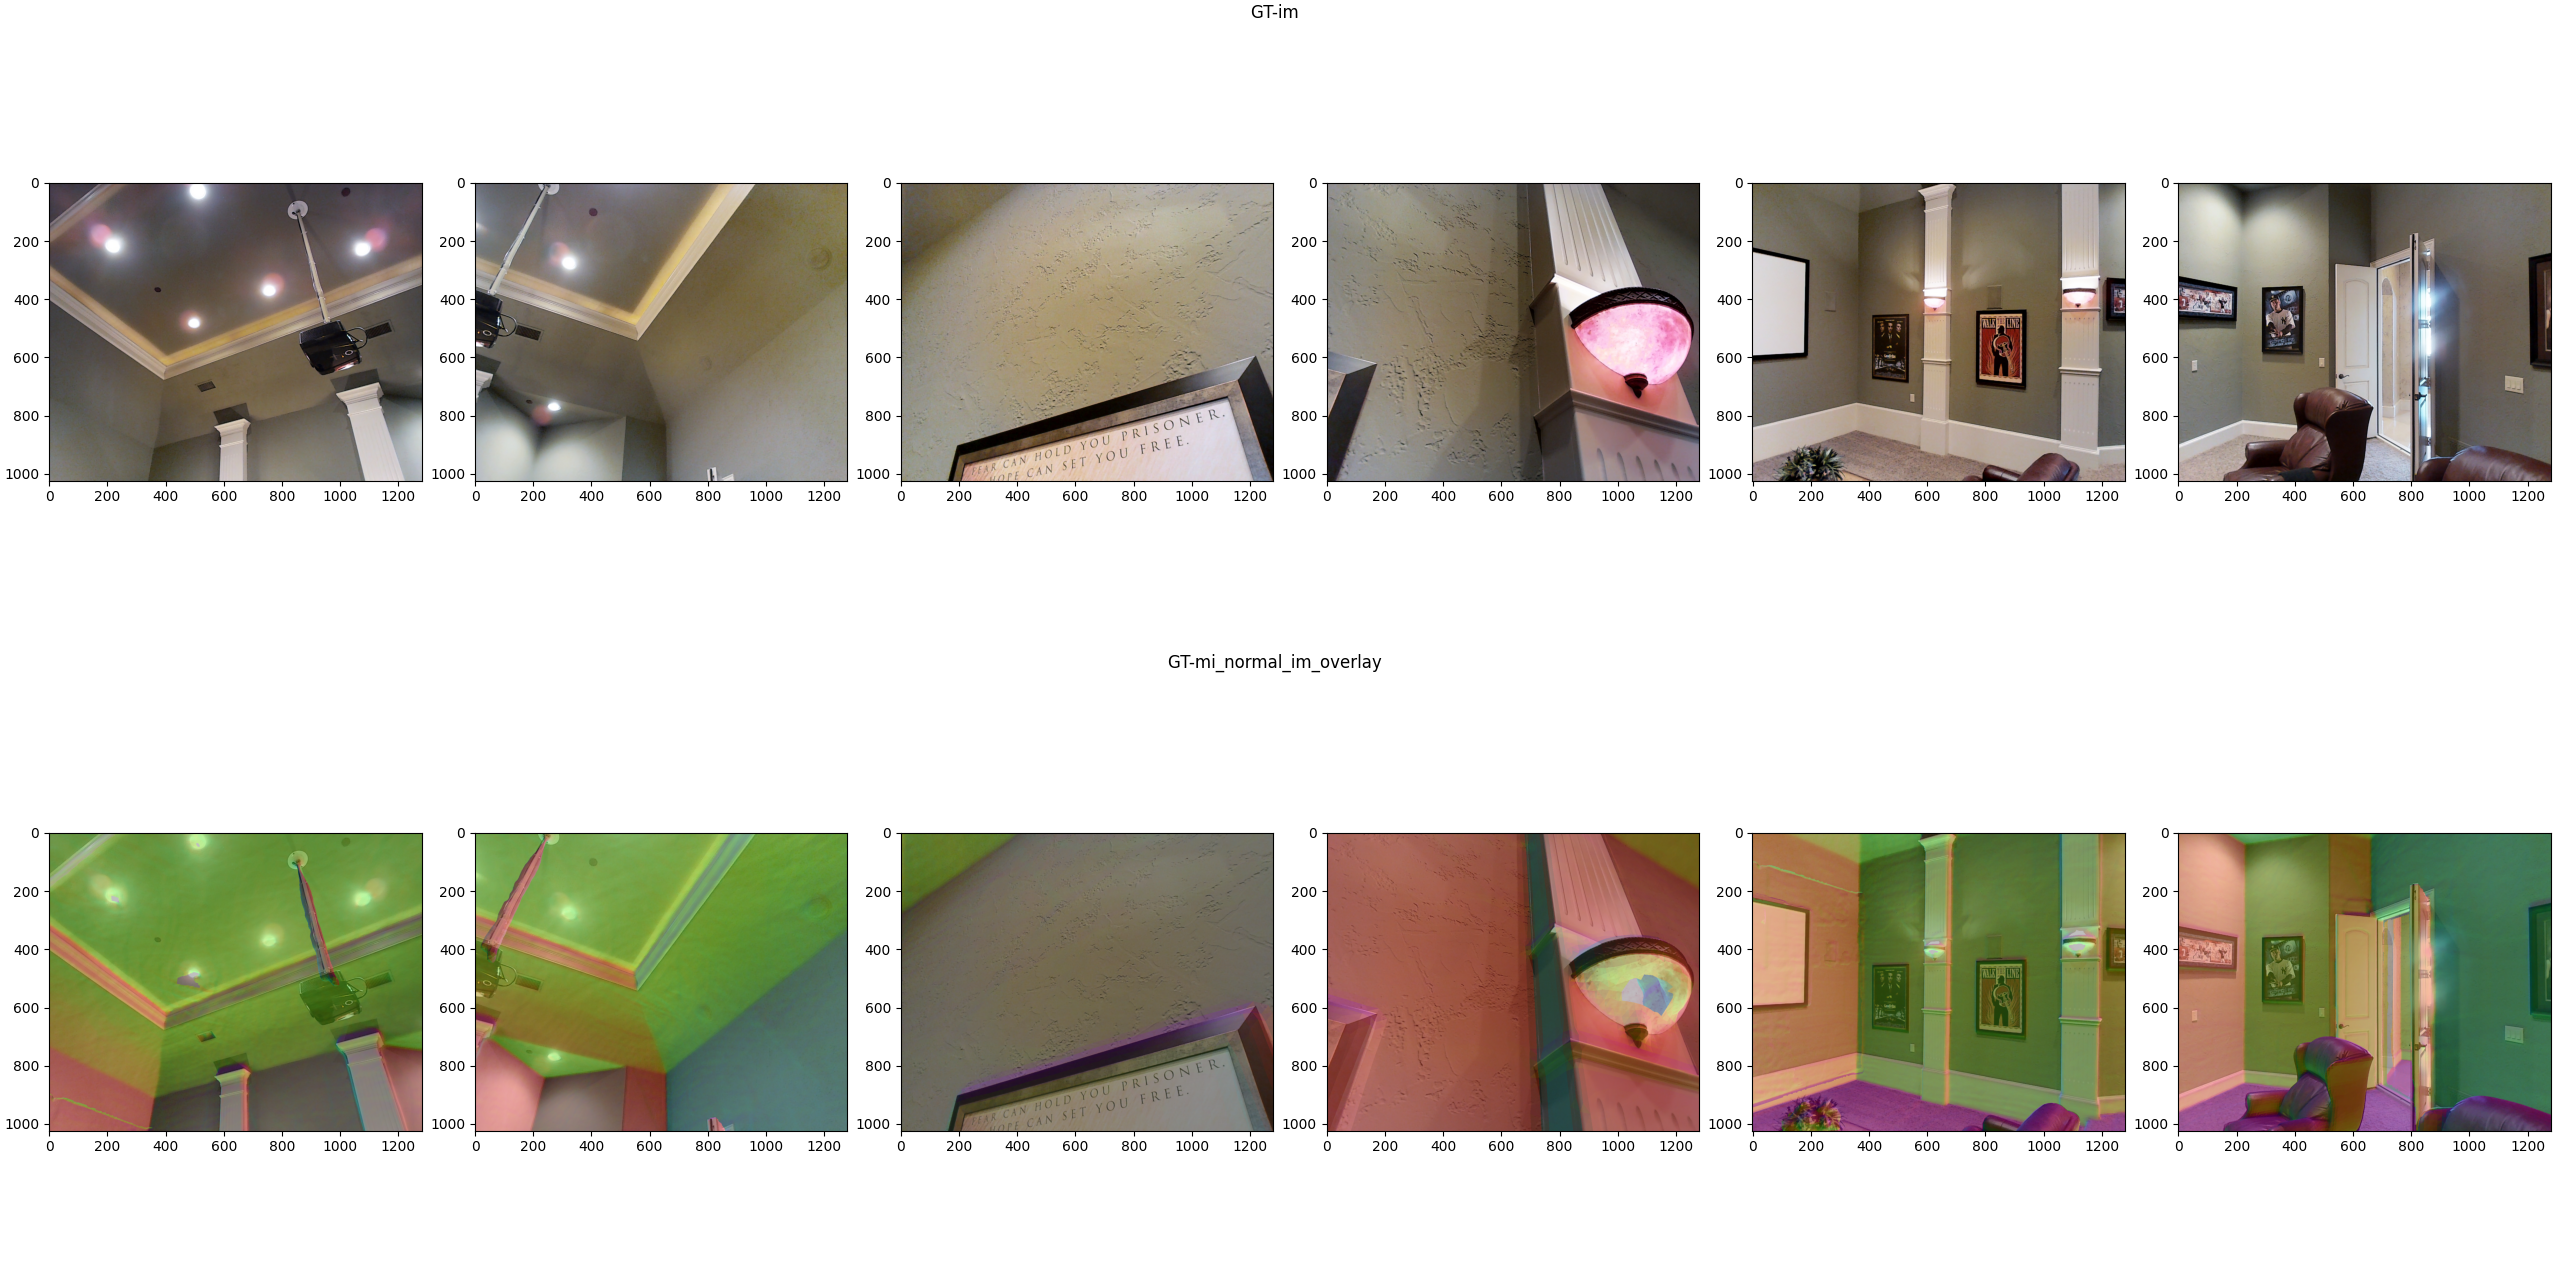 GT-im
0 0 0 0 0 0
200 200 200 200 200 200
400 400 400 400 400 400
600 600 600 600 600 600
WALK THE LINE
800 800 800 800 800 800
FEAR CAN HOLD YOU PRISONER.
HOPE CAN SET YOU FREE.
1000 1000 1000 1000 1000 1000
0 200 400 600 800 1000 1200 0 200 400 600 800 1000 1200 0 200 400 600 800 1000 1200 0 200 400 600 800 1000 1200 0 200 400 600 800 1000 1200 0 200 400 600 800 1000 1200
GT-mi_normal_im_overlay
0 0 0 0 0 0
200 200 200 200 200 200
400 400 400 400 400 400
600 600 600 600 600 600
WALK THE LINE
800 800 800 800 800 800
FEAR CAN HOLD YOU PRISONER.
HOPE CAN SET YOU FREE.
1000 1000 1000 1000 1000 1000
0 200 400 600 800 1000 1200 0 200 400 600 800 1000 1200 0 200 400 600 800 1000 1200 0 200 400 600 800 1000 1200 0 200 400 600 800 1000 1200 0 200 400 600 800 1000 1200